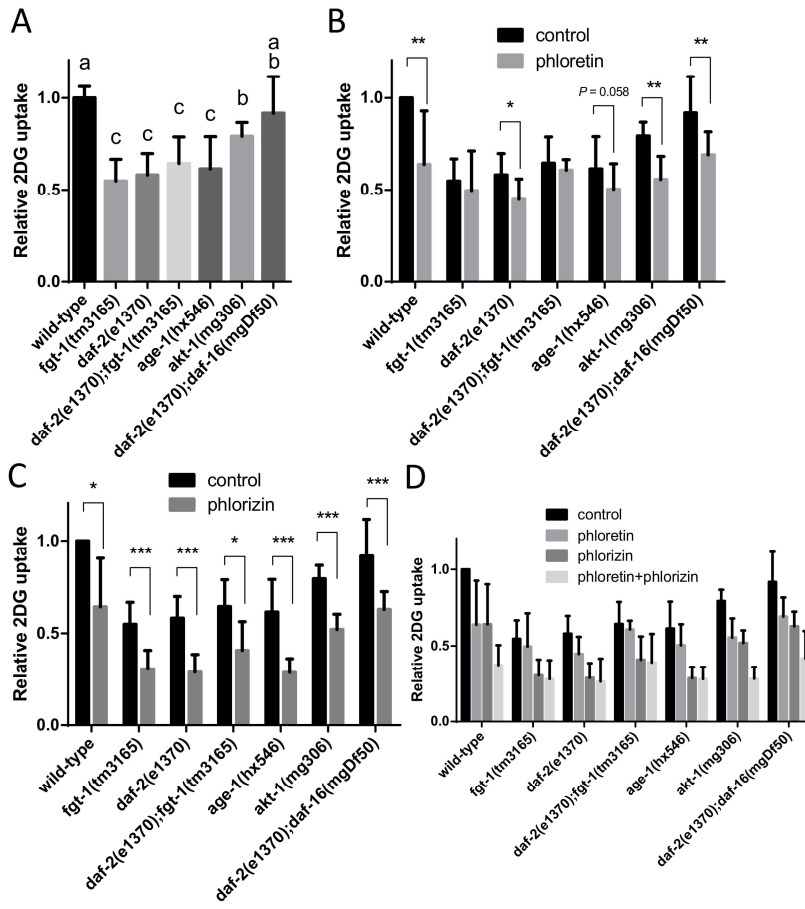 A
Relative 2DG uptake
1.0
0.5
0.0
a
c
c
c
c
b
a
b
wild-type
fgt-1(tm3165)
daf-2(e1370)
daf-2(e1370);fgt-1(tm3165)
age-1(hx546)
akt-1(mg306)
daf-2(e1370);daf-16(mgDf50)
B
control
phloretin
Relative 2DG uptake
1.0
0.5
0.0
**
*
P = 0.058
**
**
wild-type
fgt-1(tm3165)
daf-2(e1370)
daf-2(e1370);fgt-1(tm3165)
age-1(hx546)
akt-1(mg306)
daf-2(e1370);daf-16(mgDf50)
C
control
phlorizin
Relative 2DG uptake
1.0
0.5
0.0
*
***
***
*
***
***
***
wild-type
fgt-1(tm3165)
daf-2(e1370)
daf-2(e1370);fgt-1(tm3165)
age-1(hx546)
akt-1(mg306)
daf-2(e1370);daf-16(mgDf50)
D
control
phloretin
phlorizin
phloretin+phlorizin
Relative 2DG uptake
1.0
0.5
0.0
wild-type
fgt-1(tm3165)
daf-2(e1370)
daf-2(e1370);fgt-1(tm3165)
age-1(hx546)
akt-1(mg306)
daf-2(e1370);daf-16(mgDf50)